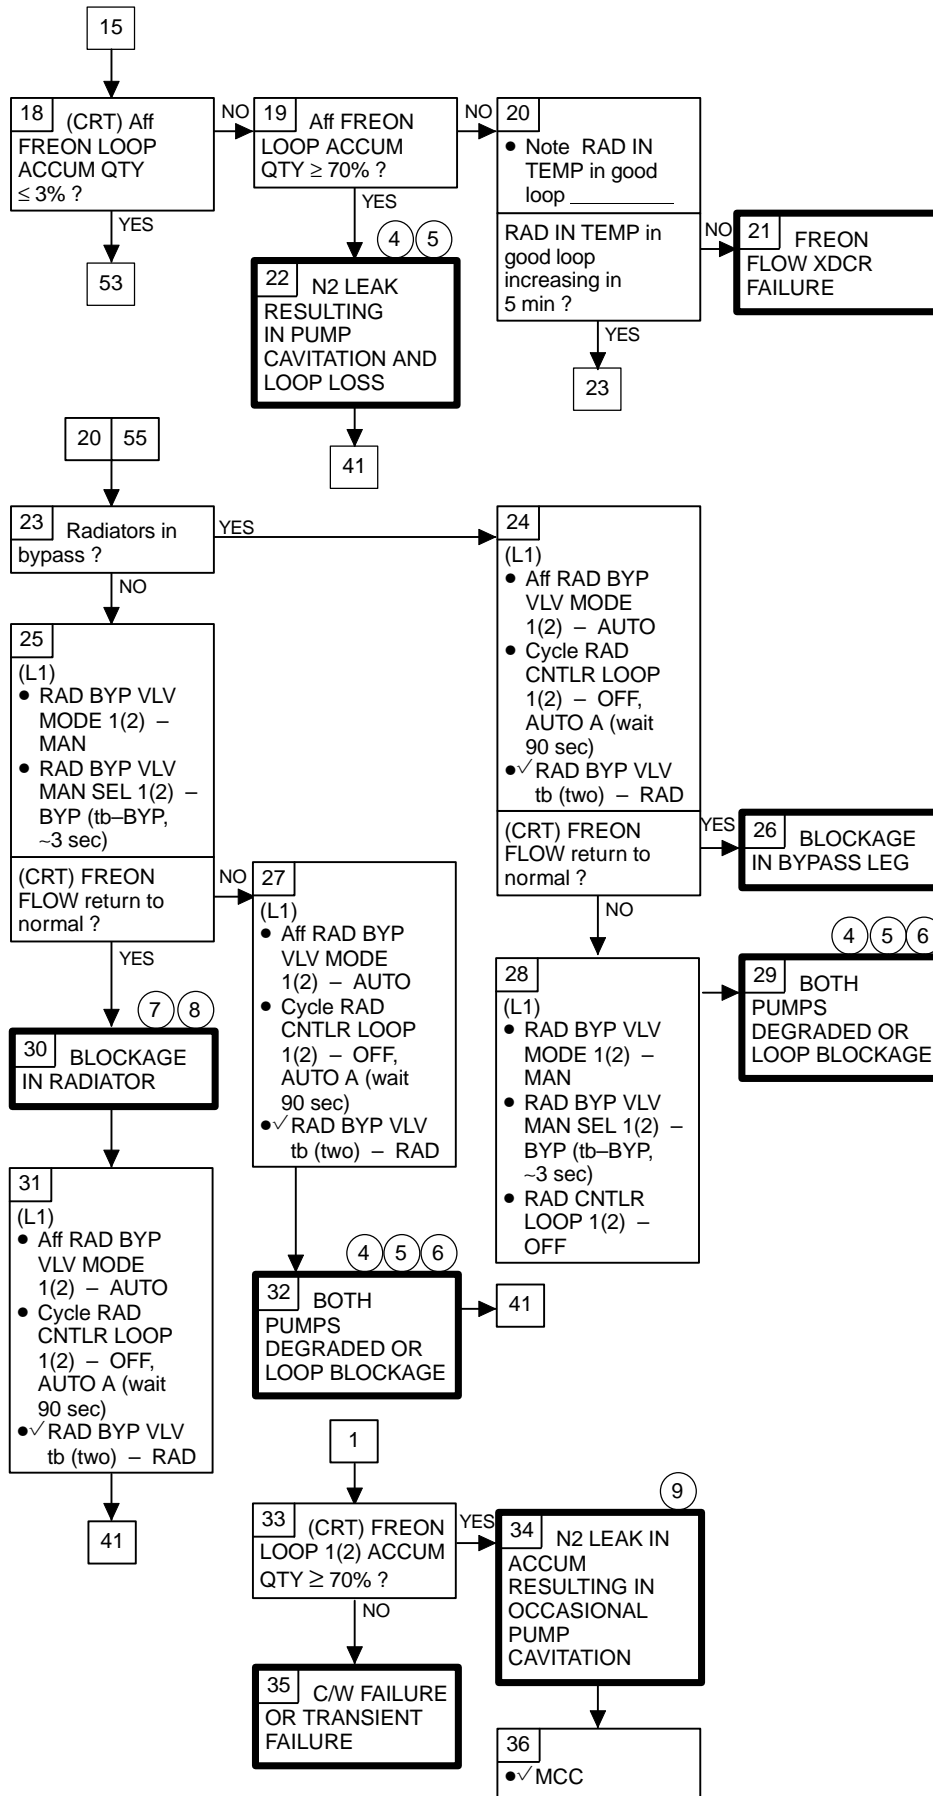 15
18 (CRT) Aff
FREON LOOP
ACCUM QTY
≤ 3% ?
NO
YES
53
19 Aff FREON
LOOP ACCUM
QTY ≥ 70% ?
NO
YES
4 5
22 N2 LEAK
RESULTING
IN PUMP
CAVITATION AND
LOOP LOSS
41
20
● Note RAD IN
TEMP in good
loop __________
RAD IN TEMP in
good loop
increasing in
5 min ?
NO
YES
23
21 FREON
FLOW XDCR
FAILURE
20 55
23 Radiators in
bypass ?
YES
NO
24
(L1)
● Aff RAD BYP
VLV MODE
1(2) – AUTO
● Cycle RAD
CNTLR LOOP
1(2) – OFF,
AUTO A (wait
90 sec)
●√ RAD BYP VLV
tb (two) – RAD
(CRT) FREON
FLOW return to
normal ?
YES
NO
26 BLOCKAGE
IN BYPASS LEG
25
(L1)
● RAD BYP VLV
MODE 1(2) –
MAN
● RAD BYP VLV
MAN SEL 1(2) –
BYP (tb–BYP,
~3 sec)
(CRT) FREON
FLOW return to
normal ?
NO
YES
27
(L1)
● Aff RAD BYP
VLV MODE
1(2) – AUTO
● Cycle RAD
CNTLR LOOP
1(2) – OFF,
AUTO A (wait
90 sec)
●√ RAD BYP VLV
tb (two) – RAD
28
(L1)
● RAD BYP VLV
MODE 1(2) –
MAN
● RAD BYP VLV
MAN SEL 1(2) –
BYP (tb–BYP,
~3 sec)
● RAD CNTLR
LOOP 1(2) –
OFF
4 5 6
29 BOTH
PUMPS
DEGRADED OR
LOOP BLOCKAGE
7 8
30 BLOCKAGE
IN RADIATOR
31
(L1)
● Aff RAD BYP
VLV MODE
1(2) – AUTO
● Cycle RAD
CNTLR LOOP
1(2) – OFF,
AUTO A (wait
90 sec)
●√ RAD BYP VLV
tb (two) – RAD
41
4 5 6
32 BOTH
PUMPS
DEGRADED OR
LOOP BLOCKAGE
41
1
33 (CRT) FREON
LOOP 1(2) ACCUM
QTY ≥ 70% ?
YES
NO
9
34 N2 LEAK IN
ACCUM
RESULTING IN
OCCASIONAL
PUMP
CAVITATION
35 C/W FAILURE
OR TRANSIENT
FAILURE
36
●√ MCC